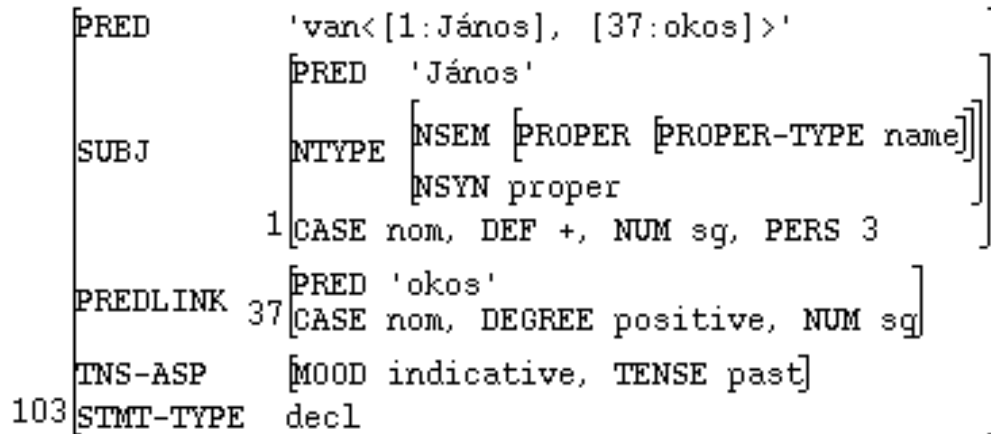 PRED 'van<[1:János], [37:okos]>'
PRED 'János'
NSEM [PROPER [PROPER-TYPE name]]
SUBJ NTYPE
NSYN proper
1 CASE nom, DEF +, NUM sg, PERS 3
PRED 'okos'
PREDLINK 37
CASE nom, DEGREE positive, NUM sg
TNS-ASP [MOOD indicative, TENSE past]
103 STMT-TYPE decl